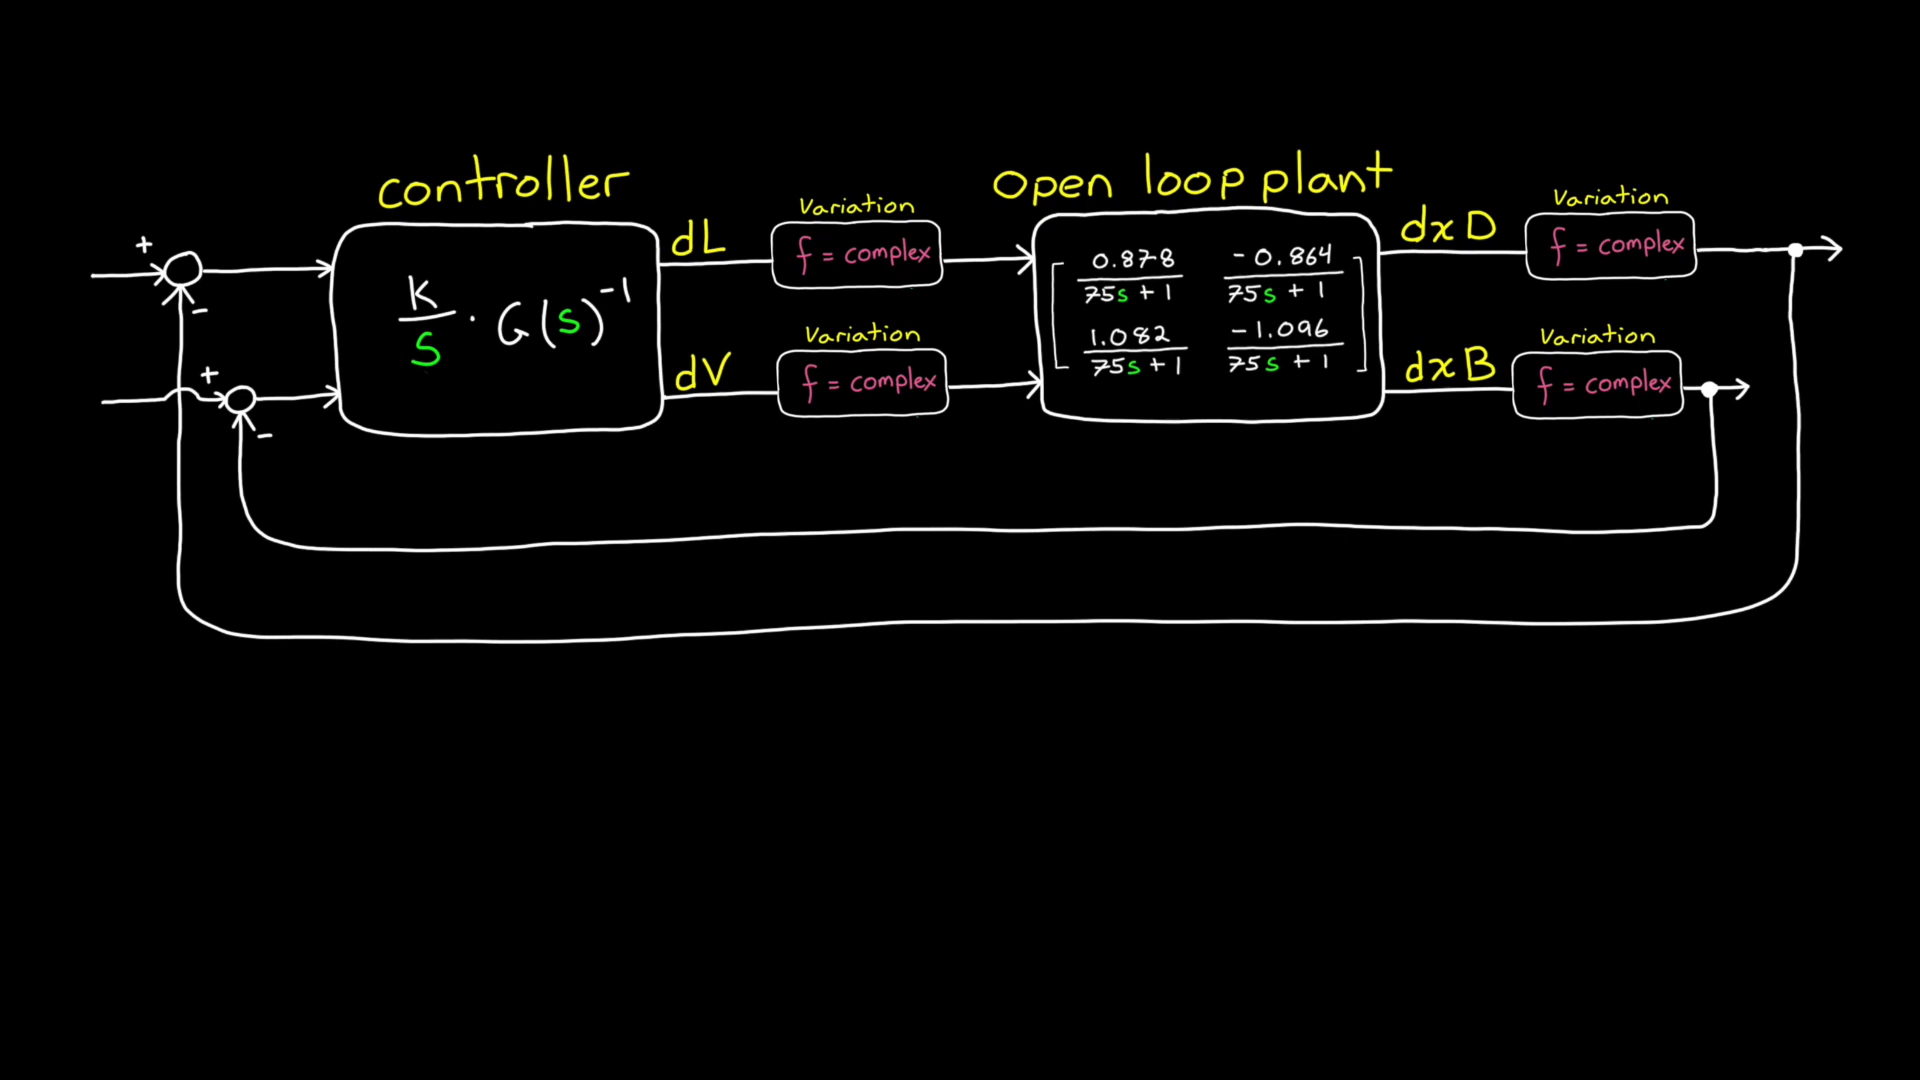 controller
open loop plant
Variation
Variation
+
-
dL
f = complex
dxD
f = complex
K/s · G(s)^-1
0.878/75s+1 -0.864/75s+1
1.082/75s+1 -1.096/75s+1
Variation
Variation
+
-
dV
f = complex
dxB
f = complex